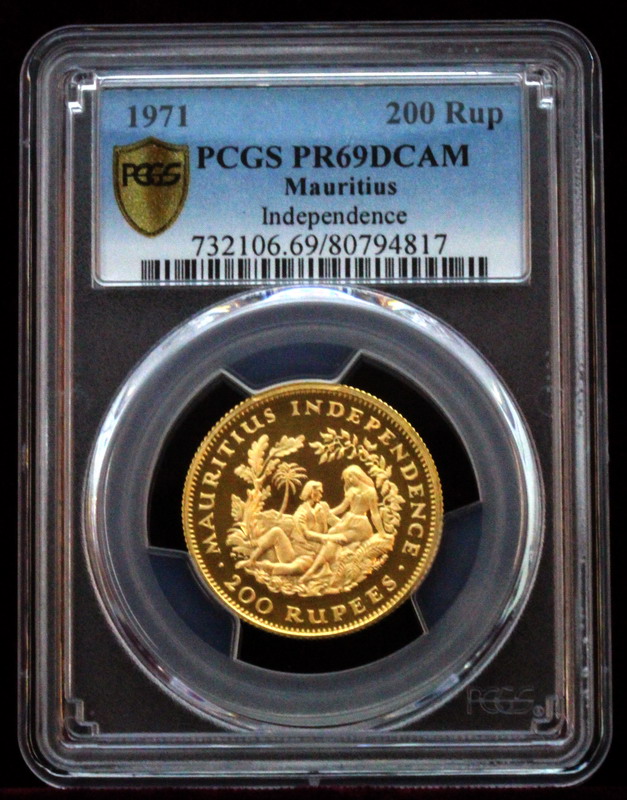 1971 200 Rup
PCGS PCGS PR69DCAM
Mauritius
Independence
732106.69/80794817
MAURITIUS INDEPENDENCE
· 200 RUPEES ·
PCGS